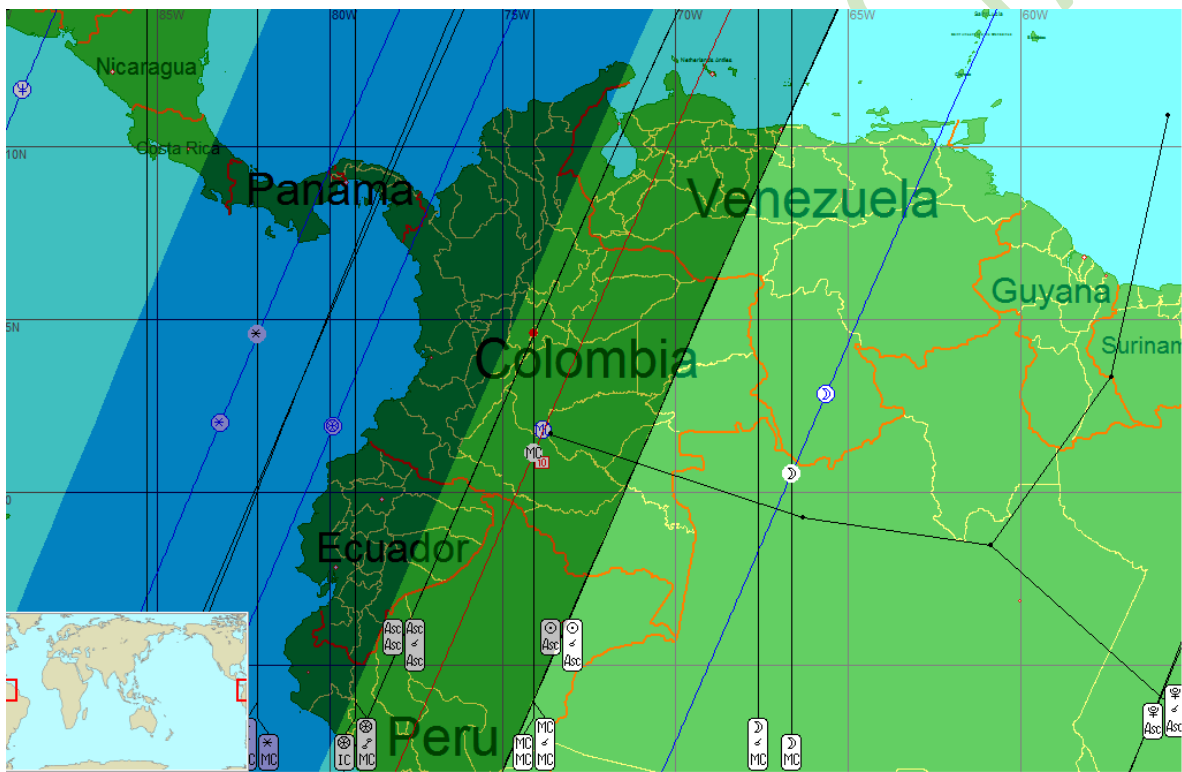 85W 80W 75W 70W 65W 60W
Nicaragua
Netherlands Antilles
10N
Costa Rica
Panama
Venezuela
Guyana
5N
Colombia
Surinam
MC
MC
10
0
Ecuador
Asc Asc
Asc Asc
Asc
Asc
Peru
C MC
IC MC
MC MC
MC MC
MC MC
Asc Asc